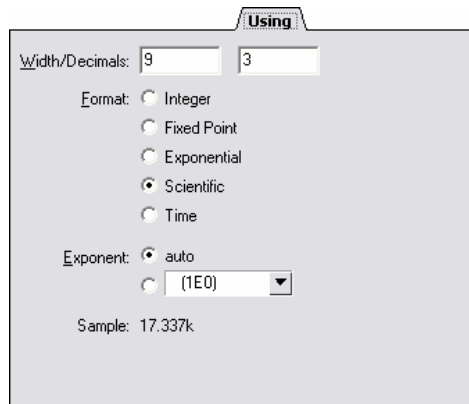 Using
Width/Decimals: 9 3
Format: Integer
Fixed Point
Exponential
Scientific
Time
Exponent: auto
(1E0)
Sample: 17.337k